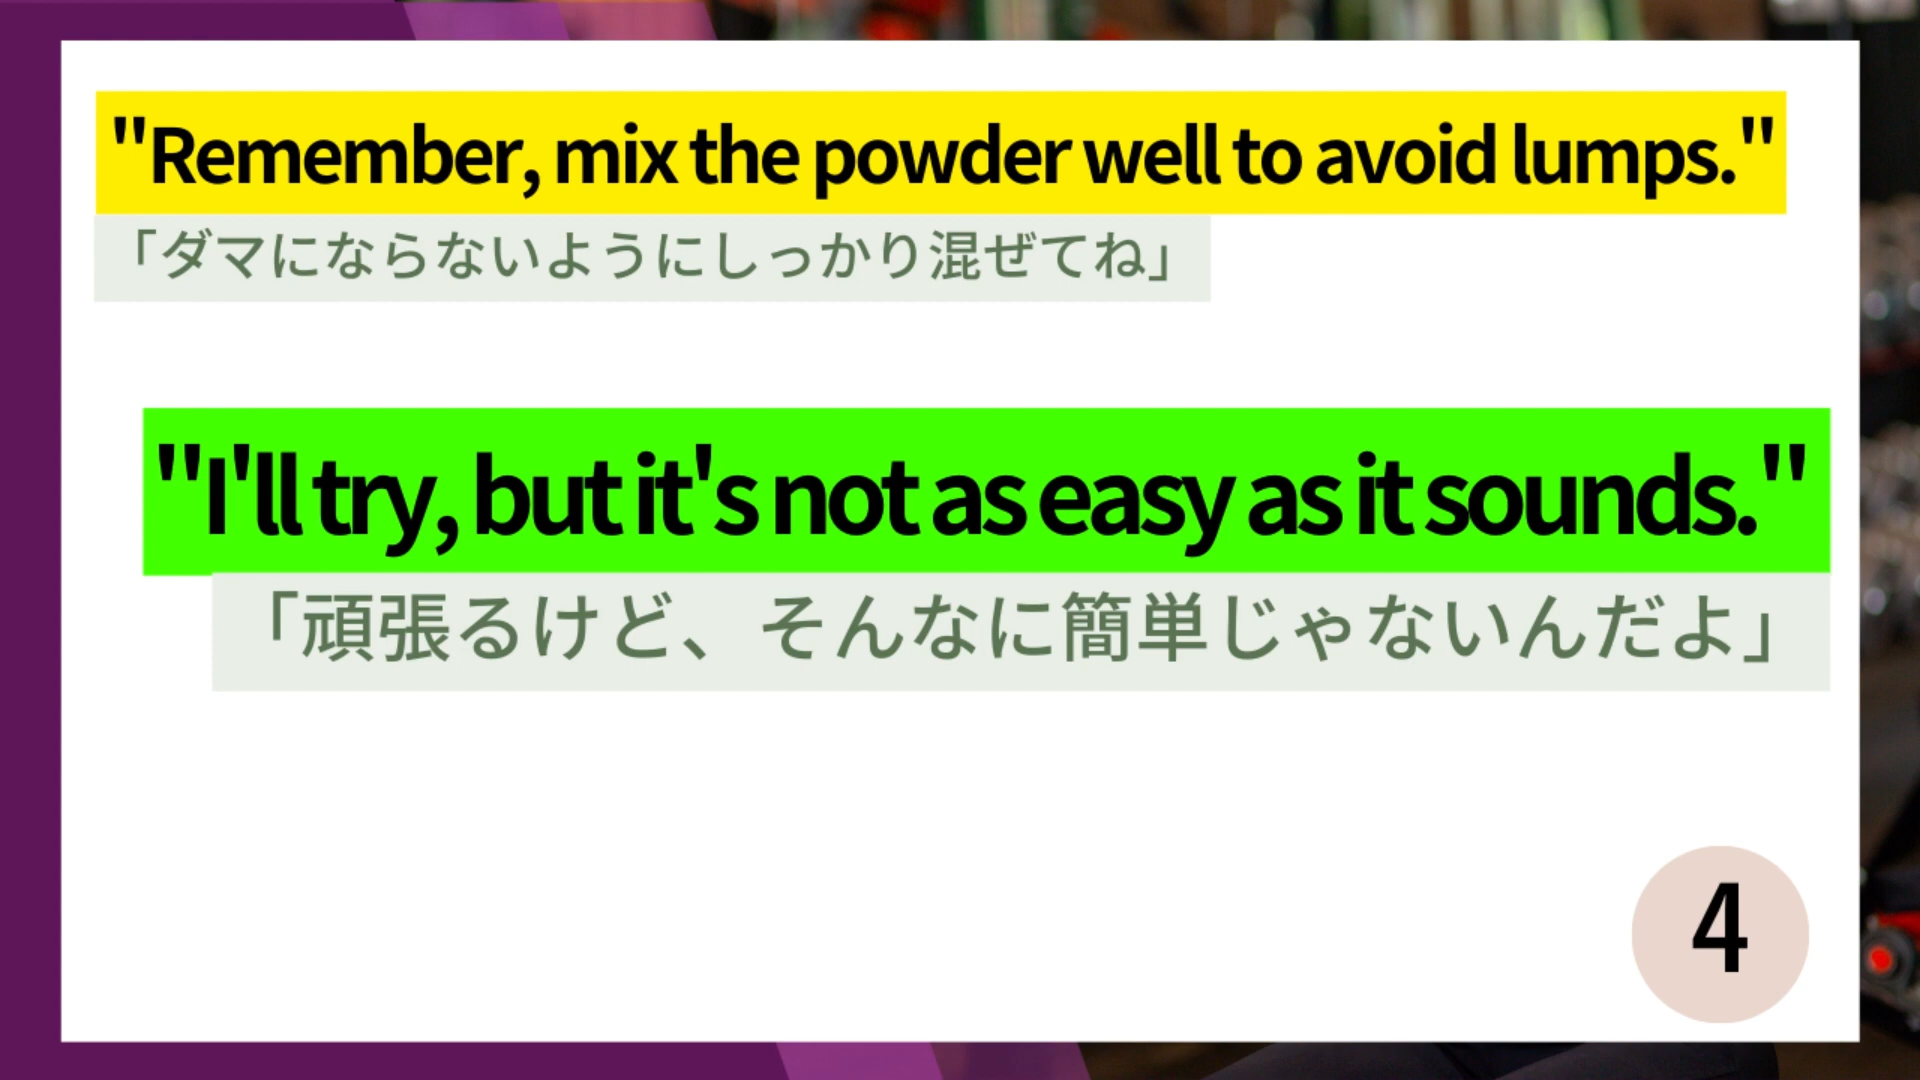 "Remember, mix the powder well to avoid lumps."
「ダマにならないようにしっかり混ぜてね」
"I'll try, but it's not as easy as it sounds."
「頑張るけど、そんなに簡単じゃないんだよ」
4